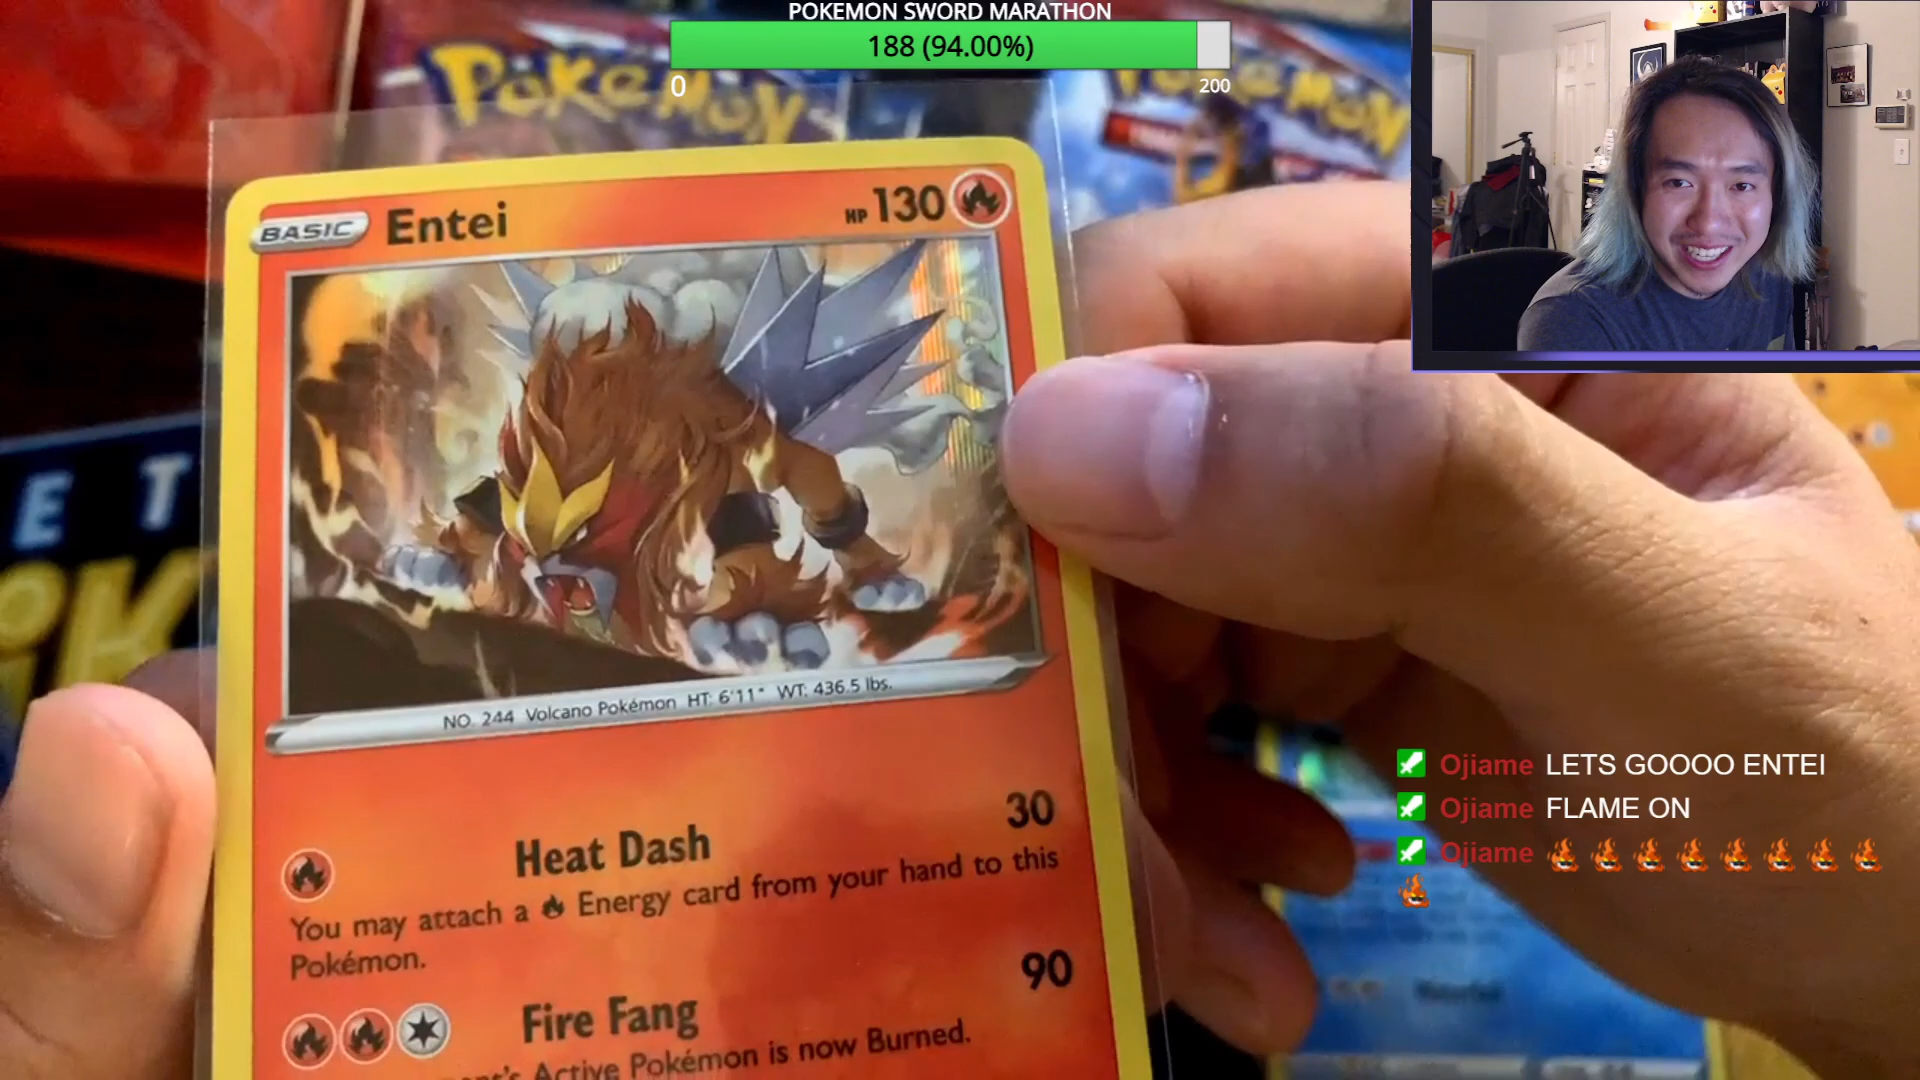 POKEMON SWORD MARATHON
188 (94.00%)
0
200
Pokémon
Pokémon
BASIC Entei HP 130
E T
NO. 244 Volcano Pokémon HT: 6'11" WT: 436.5 lbs.
Heat Dash 30
You may attach a Energy card from your hand to this
Pokémon.
Fire Fang 90
Active Pokémon is now Burned.
Ojiame LETS GOOOO ENTEI
Ojiame FLAME ON
Ojiame